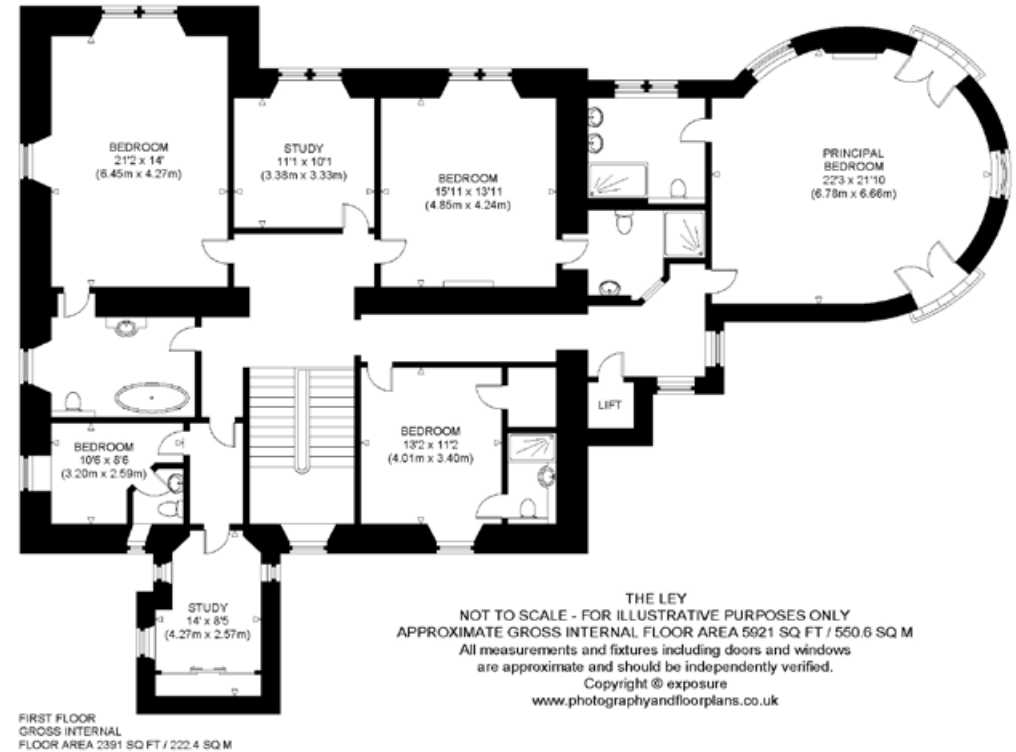 BEDROOM
21'2 x 14'
(6.45m x 4.27m)
STUDY
11'1 x 10'1
(3.38m x 3.33m)
BEDROOM
15'11 x 13'11
(4.85m x 4.24m)
PRINCIPAL
BEDROOM
22'3 x 21'10
(6.78m x 6.66m)
LIFT
BEDROOM
13'2 x 11'2
(4.01m x 3.40m)
BEDROOM
10'6 x 8'6
(3.20m x 2.59m)
STUDY
14' x 8'5
(4.27m x 2.57m)
THE LEY
NOT TO SCALE - FOR ILLUSTRATIVE PURPOSES ONLY
APPROXIMATE GROSS INTERNAL FLOOR AREA 5921 SQ FT / 550.6 SQ M
All measurements and fixtures including doors and windows
are approximate and should be independently verified.
Copyright © exposure
www.photographyandfloorplans.co.uk
FIRST FLOOR
GROSS INTERNAL
FLOOR AREA 2391 SQ FT / 222.4 SQ M